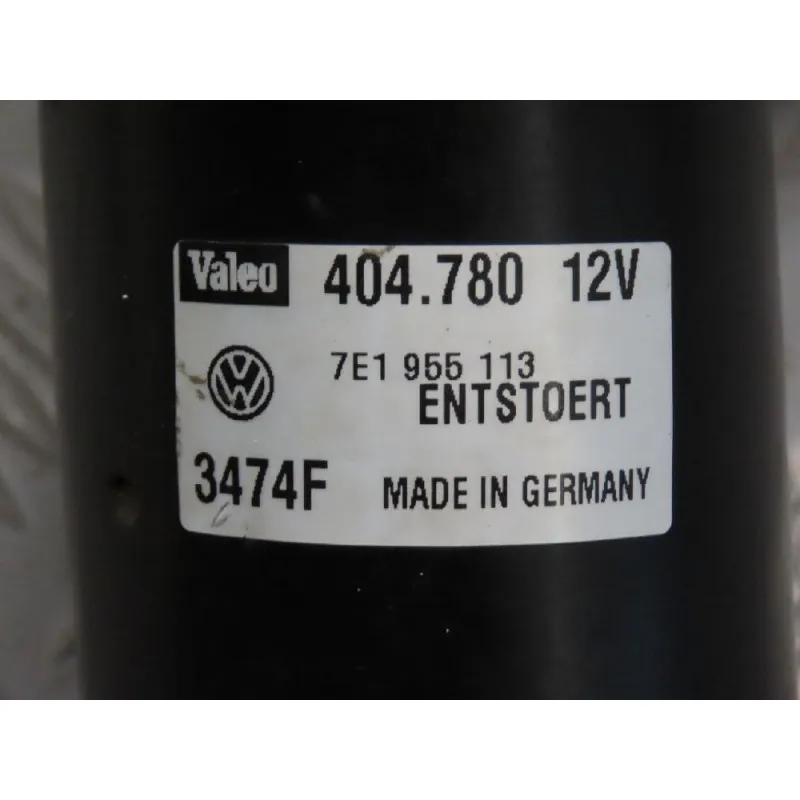 Valeo 404.780 12V
7E1 955 113
ENTSTOERT
3474F MADE IN GERMANY